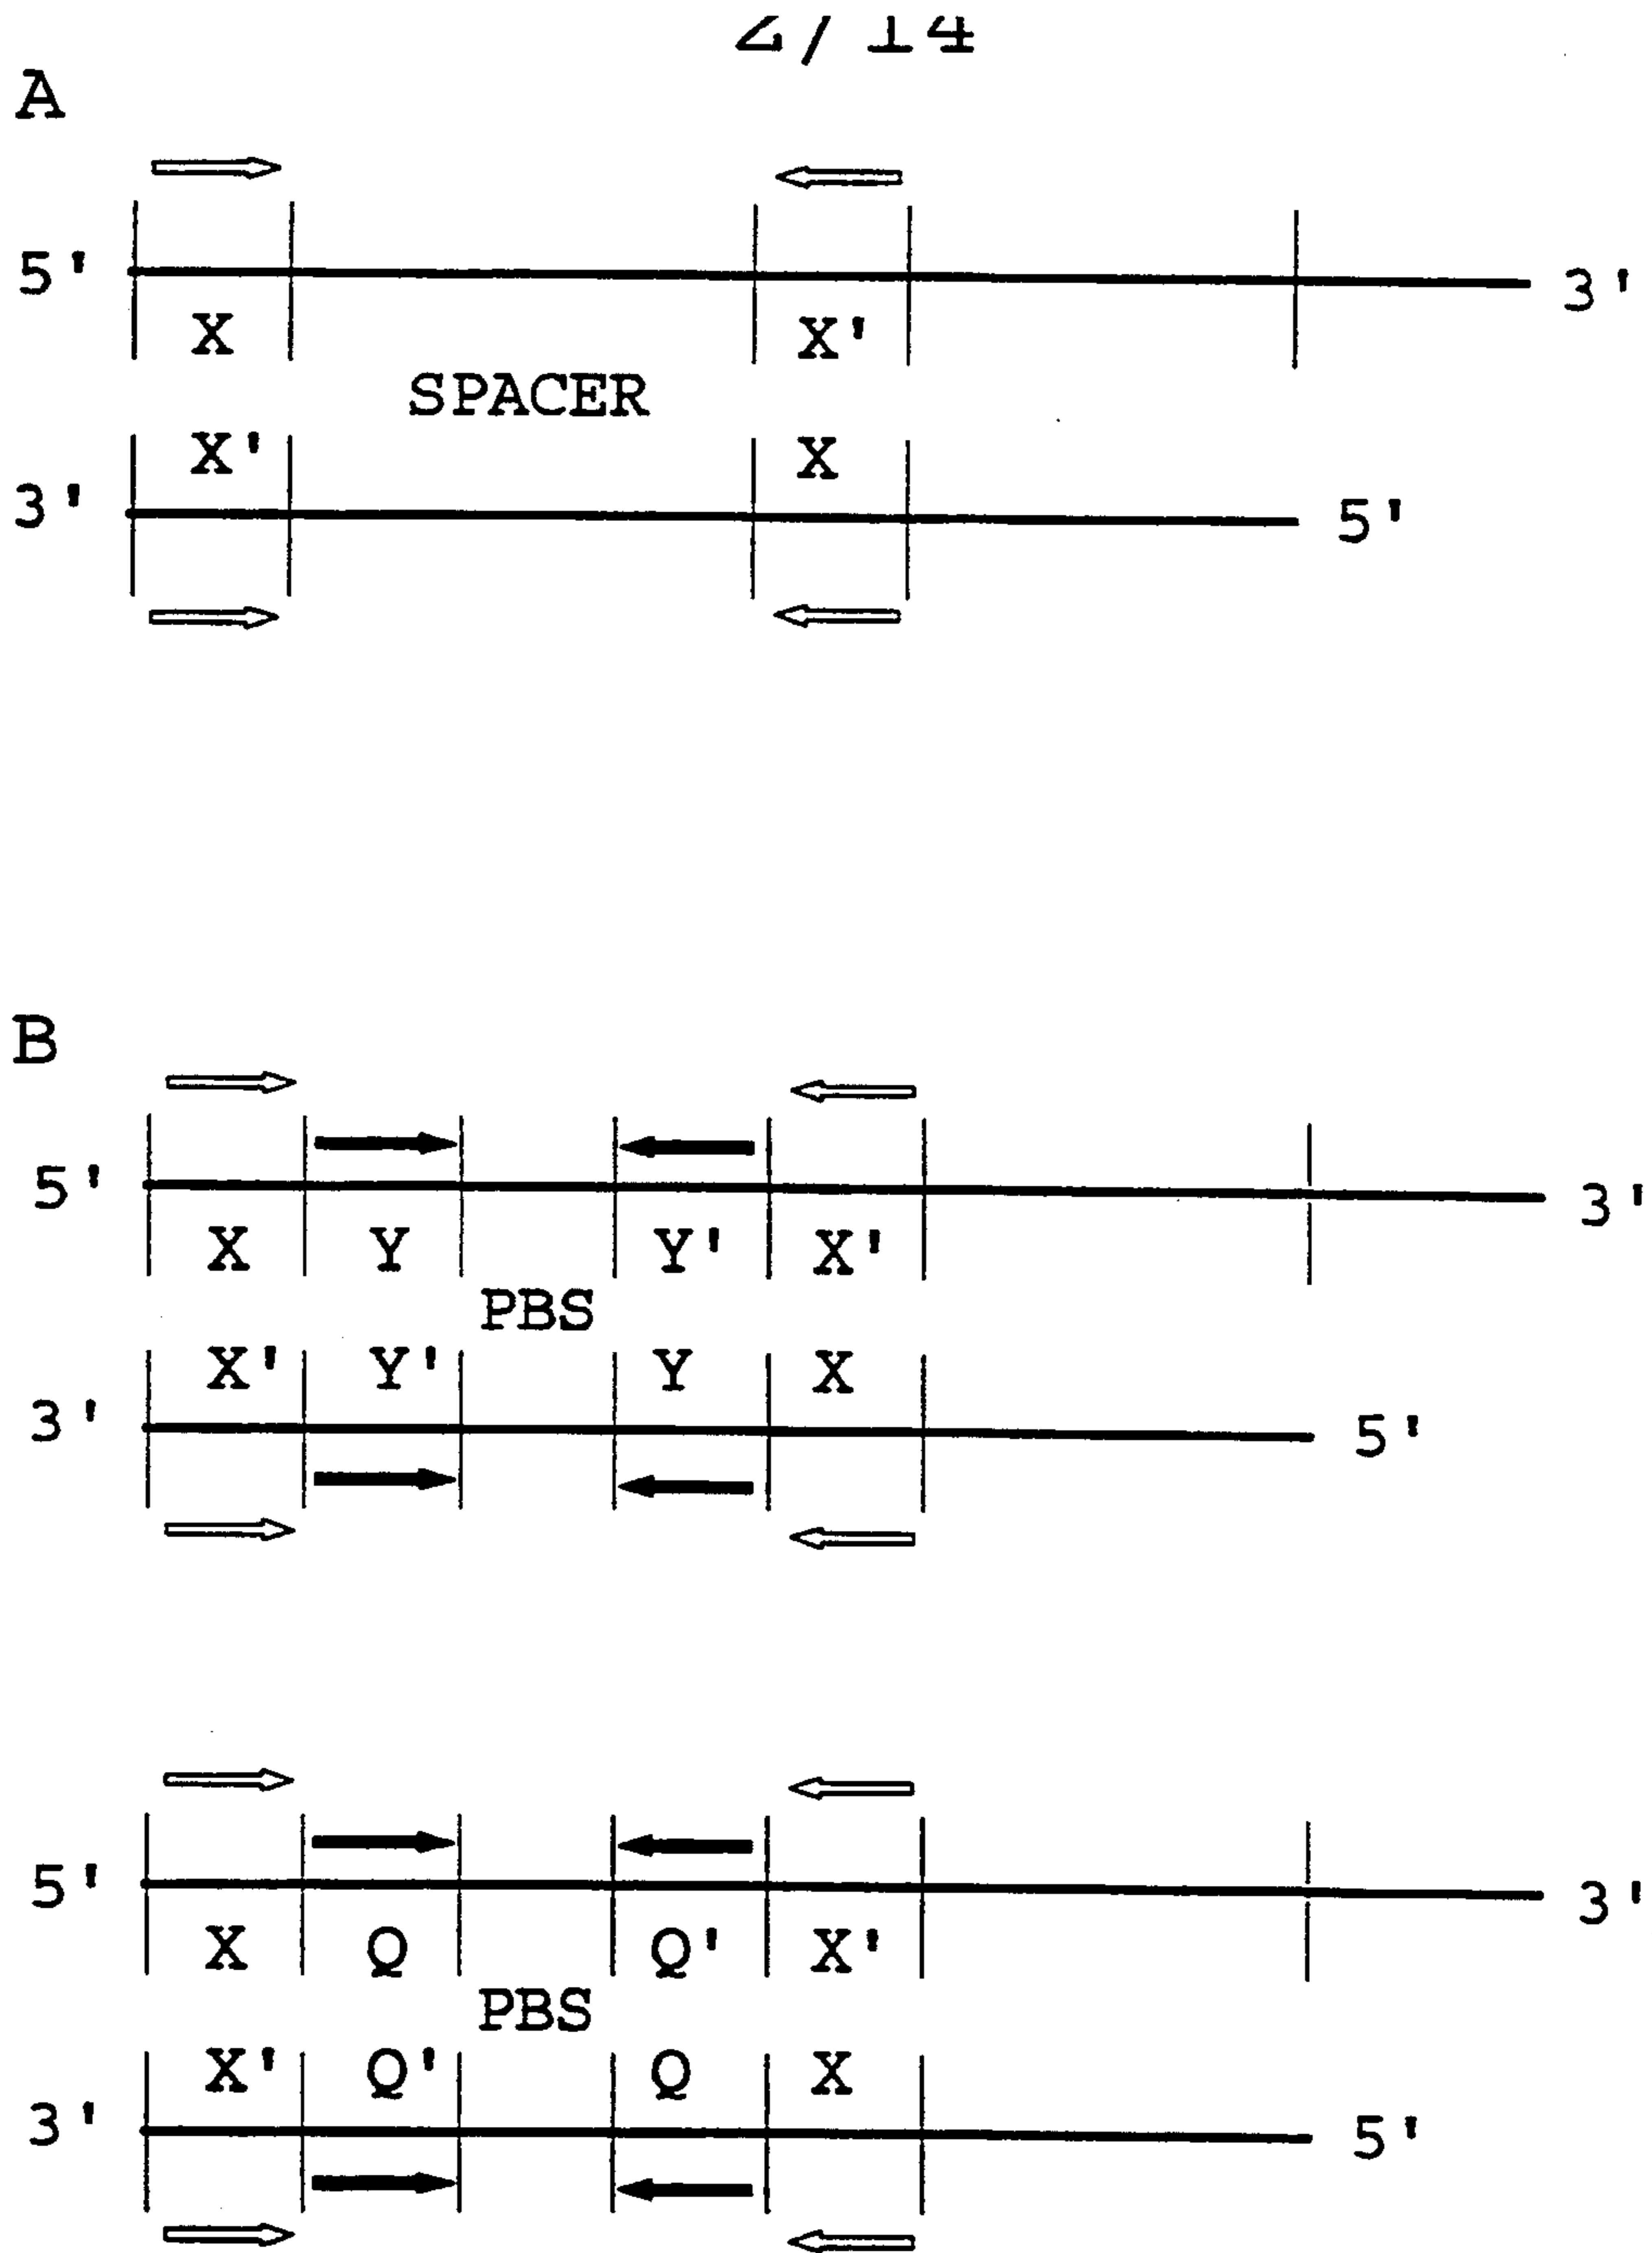 2/14
A
5' 3'
X X'
SPACER
X' X
3' 5'
B
5' 3'
X Y Y' X'
PBS
X' Y' Y X
3' 5'
5' 3'
X Q Q' X'
PBS
X' Q' Q X
3' 5'